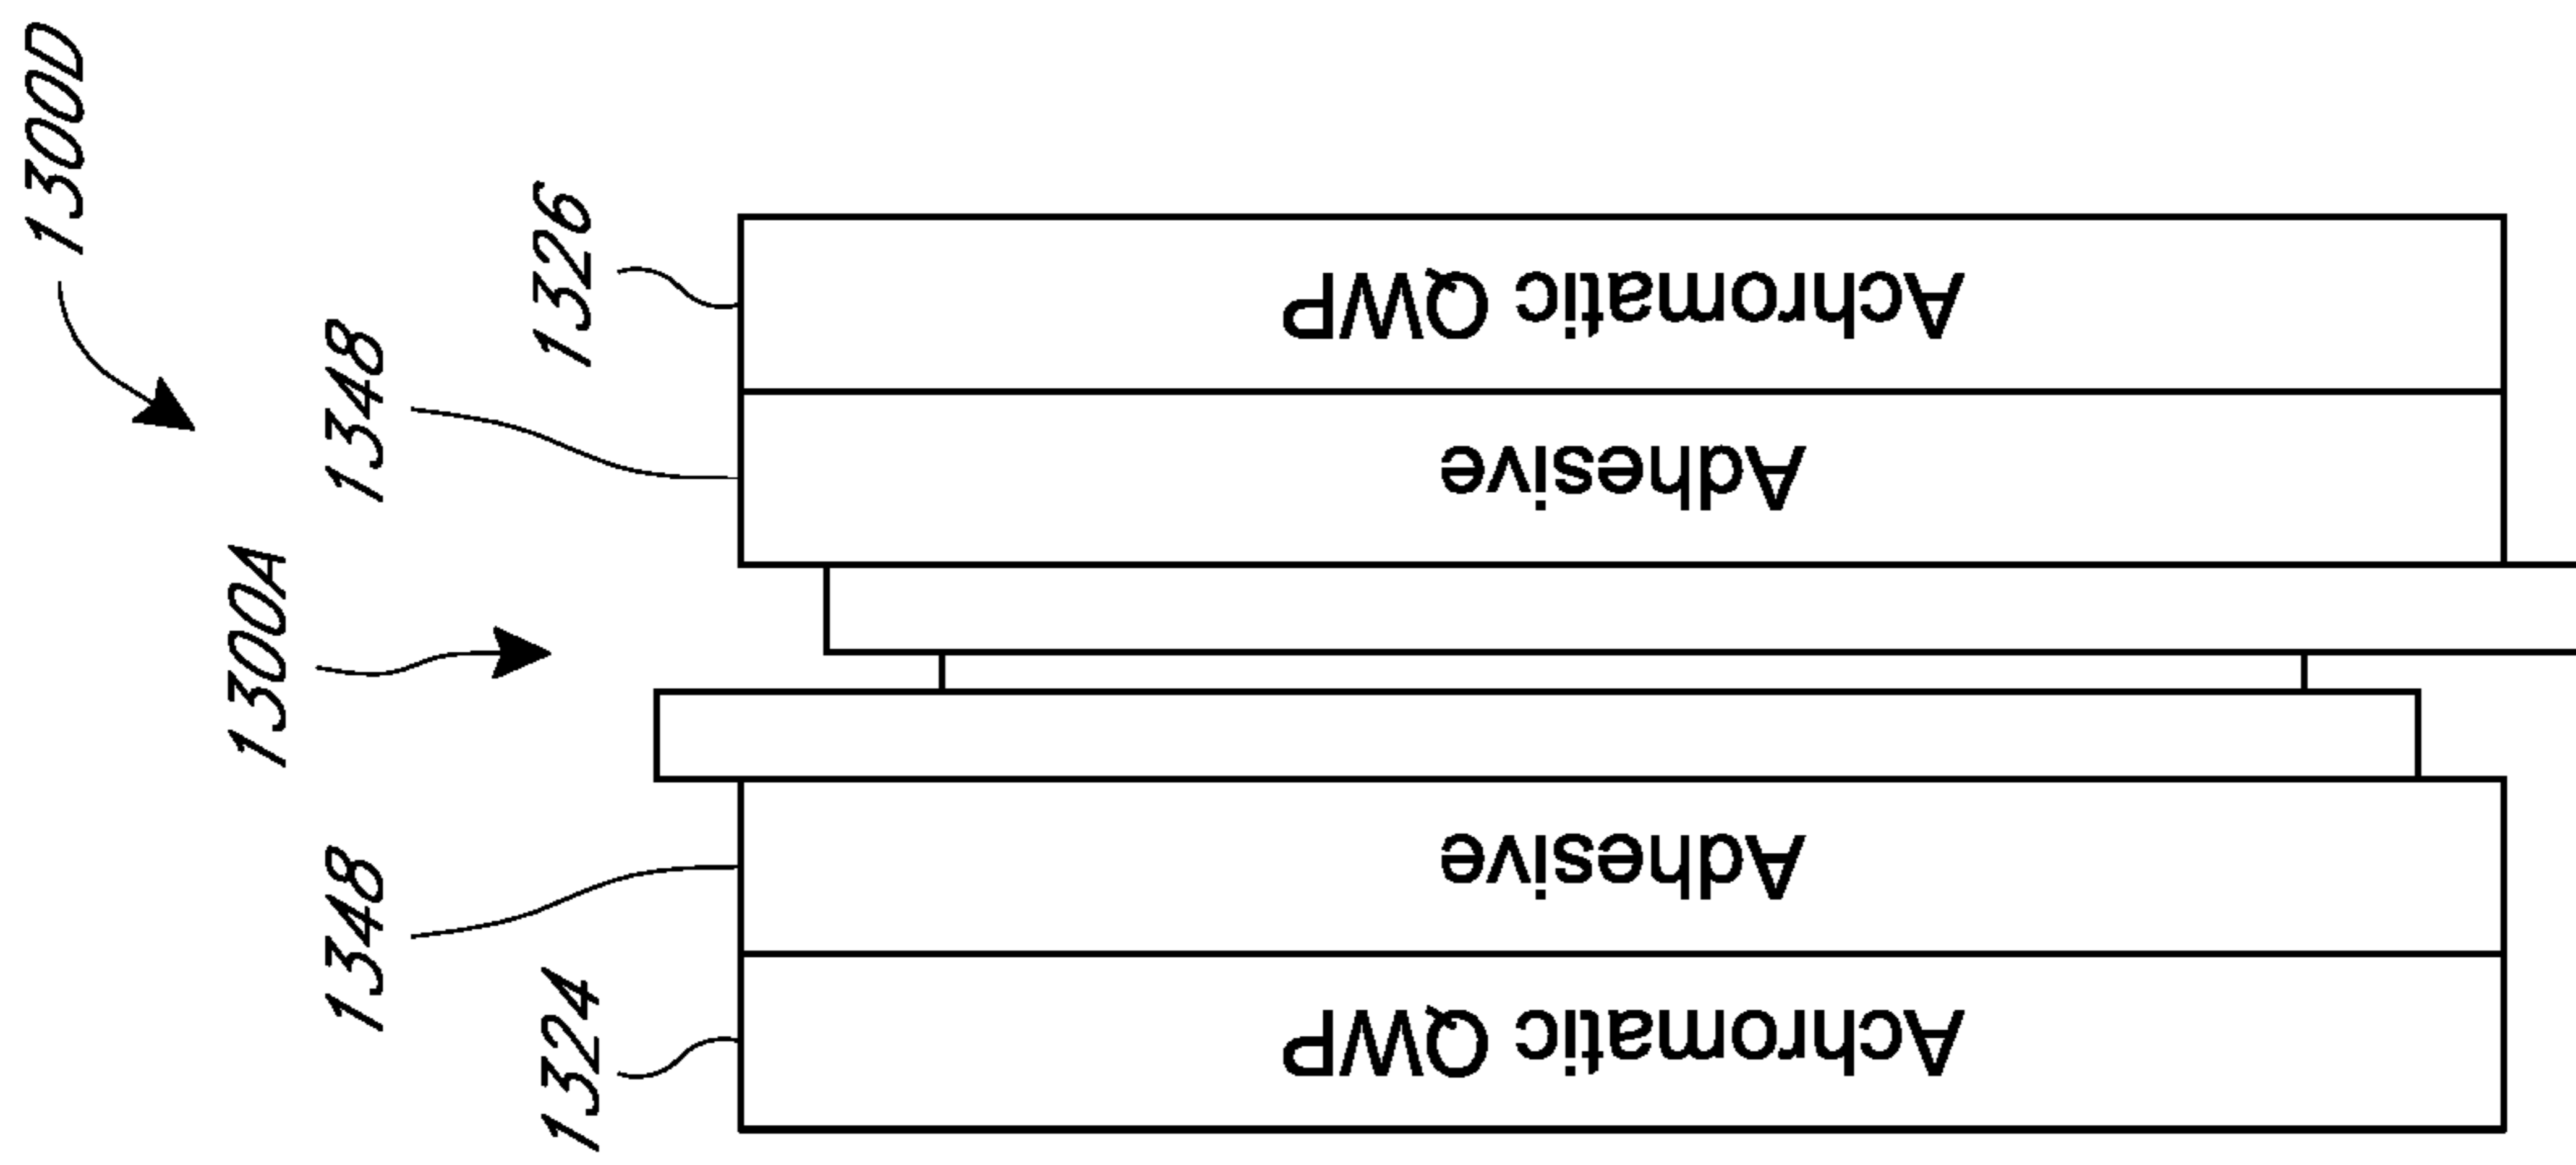 1300D
1326
Achromatic QWP
1348
Adhesive
1300A
1348
Adhesive
1324
Achromatic QWP